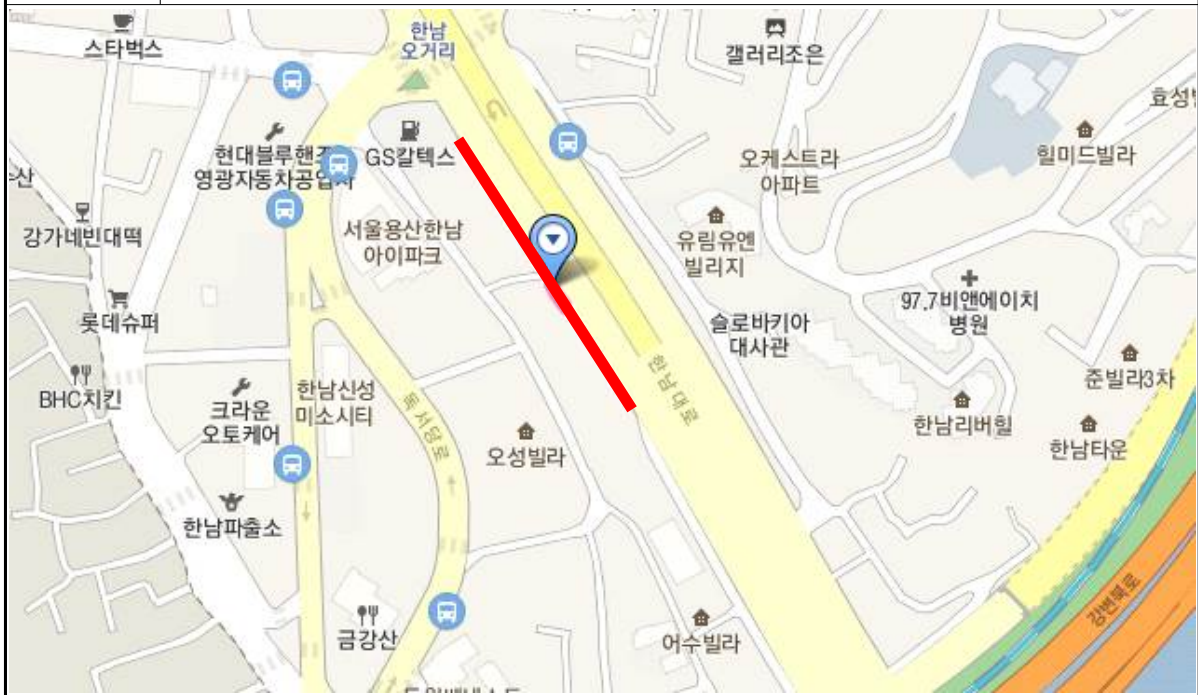 스타벅스
한남
오거리
갤러리조은
현대블루핸즈
영광자동차공업사
GS칼텍스
오케스트라
아파트
힐미드빌라
강가네빈대떡
서울용산한남
아이파크
유림유엔
빌리지
97.7비앤에이치
병원
롯데슈퍼
슬로바키아
대사관
한남대로
준빌라3차
BHC치킨
크라운
오토케어
한남신성
미소시티
독서당로
오성빌라
한남리버힐
한남타운
한남파출소
강변북로
금강산
어수빌라